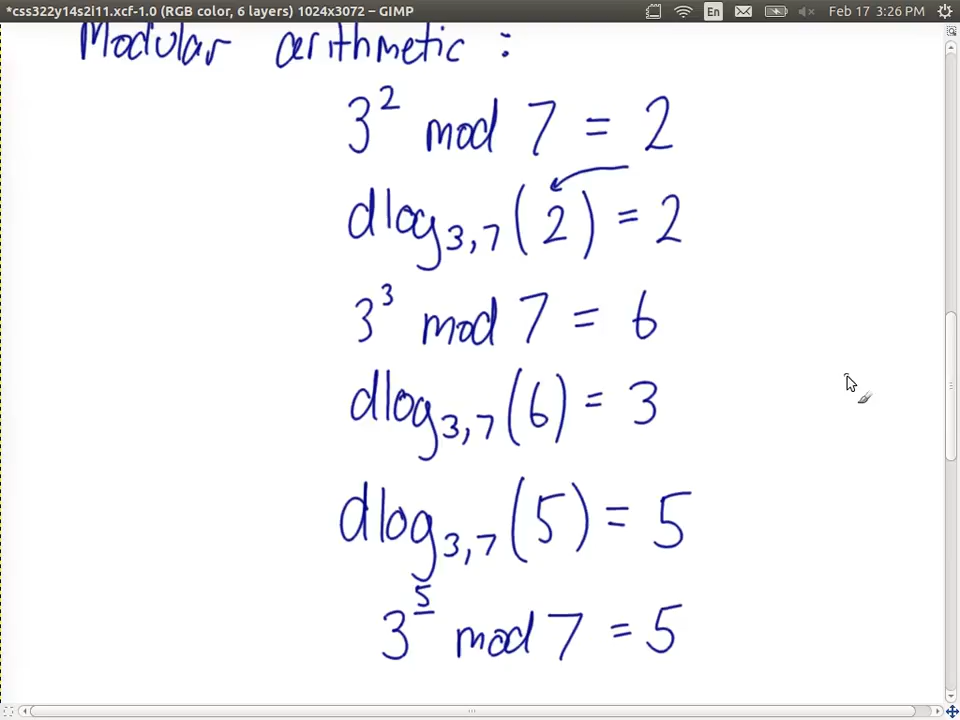 *css322y14s2i11.xcf-1.0 (RGB color, 6 layers) 1024x3072 – GIMP En Feb 17 3:26 PM
Modular arithmetic :
3² mod 7 = 2
dlog₃,₇(2) = 2
3³ mod 7 = 6
dlog₃,₇(6) = 3
dlog₃,₇(5) = 5
3⁵ mod 7 = 5